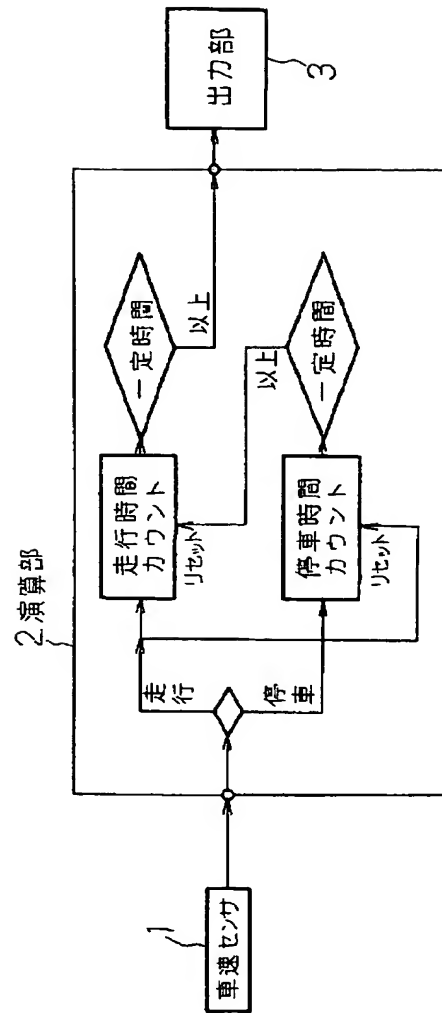 1
車速センサ
2 演算部
走行
停車
走行時間
カウント
リセット
一定時間
以上
停車時間
カウント
リセット
一定時間
以上
出力部
3